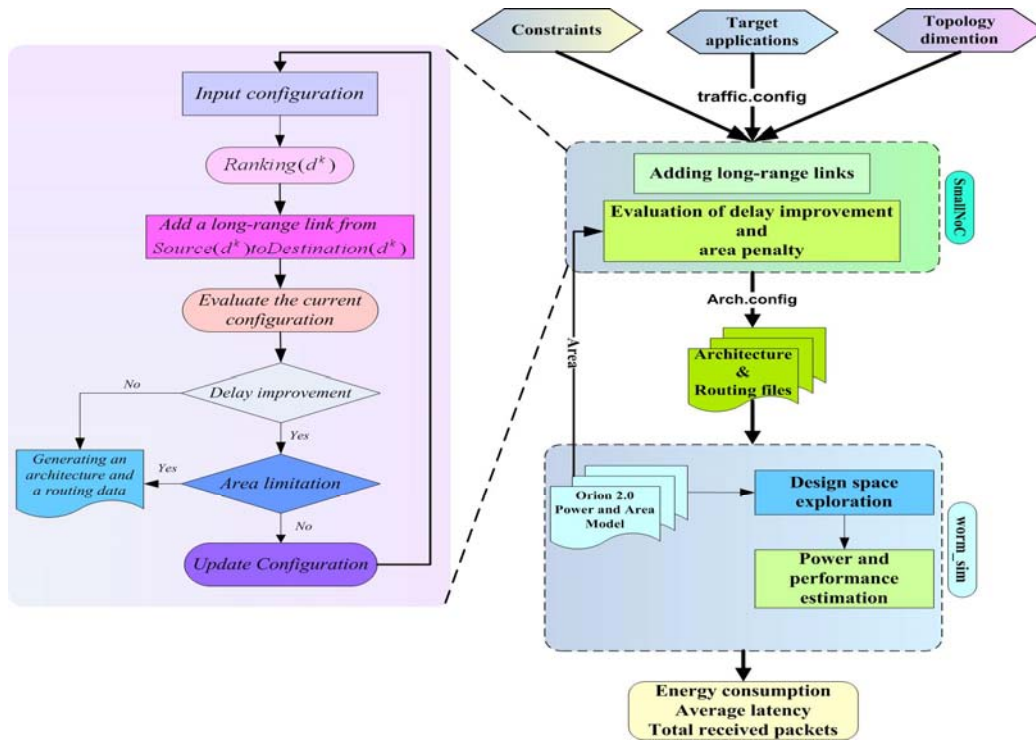 Input configuration
Ranking(d^k)
Add a long-range link from
Source(d^k)toDestination(d^k)
Evaluate the current
configuration
Delay improvement
No
Yes
Generating an
architecture and
a routing data
Yes
Area limitation
No
Update Configuration
Constraints
Target
applications
Topology
dimention
traffic.config
Adding long-range links
Evaluation of delay improvement
and
area penalty
SmallNoC
Arch.config
Area
Architecture
&
Routing files
Orion 2.0
Power and Area
Model
Design space
exploration
Power and
performance
estimation
worm_sim
Energy consumption
Average latency
Total received packets